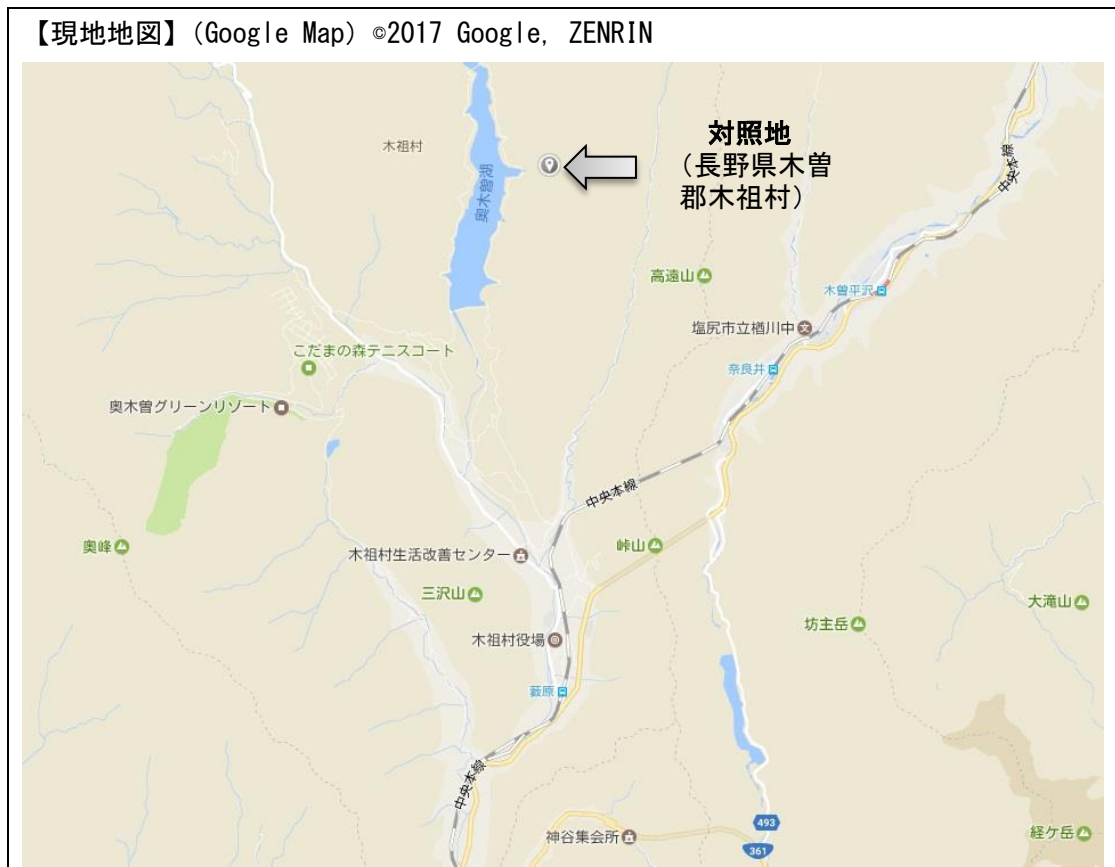 【現地地図】(Google Map) ©2017 Google, ZENRIN
対照地
(長野県木曽
郡木祖村)
木祖村
奥木曽湖
中央本線
高遠山
木曽平沢
塩尻市立楢川中
奈良井
こだまの森テニスコート
奥木曽グリーンリゾート
中央本線
奥峰
木祖村生活改善センター
峠山
三沢山
大滝山
坊主岳
木祖村役場
藪原
中央本線
神谷集会所
493
361
経ケ岳